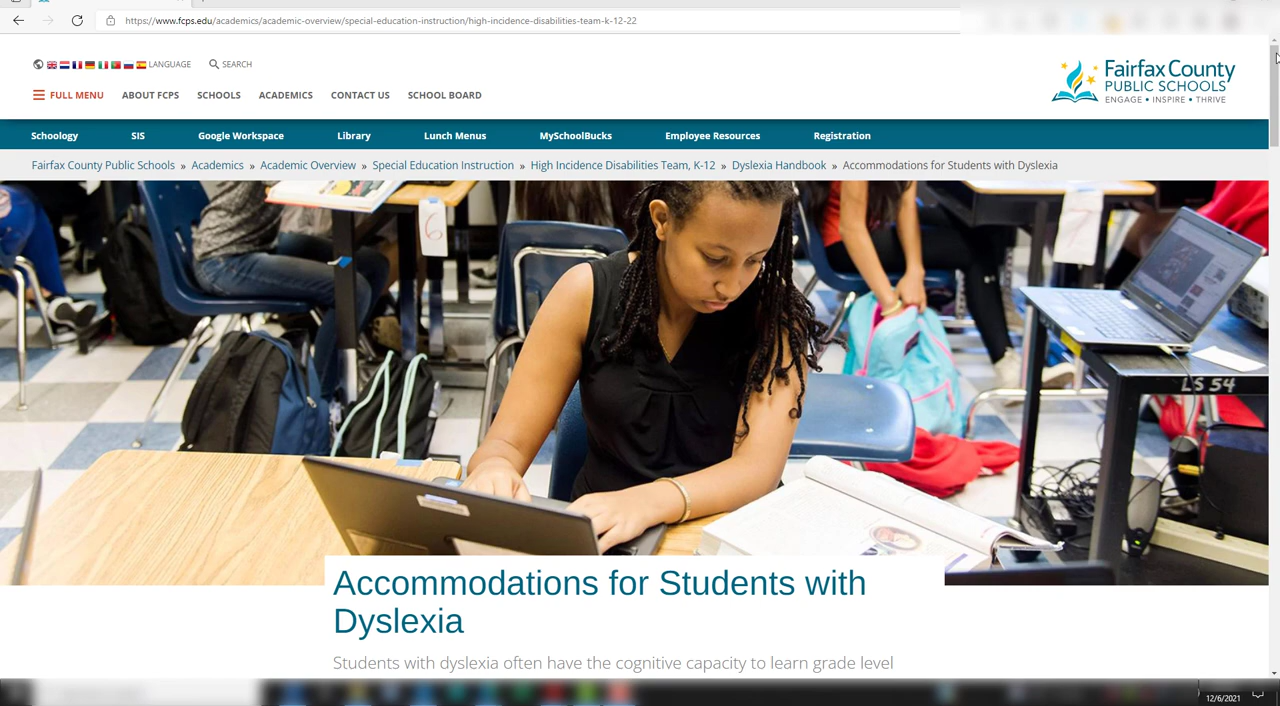 https://www.fcps.edu/academics/academic-overview/special-education-instruction/high-incidence-disabilities-team-k-12-22
LANGUAGE SEARCH
FULL MENU ABOUT FCPS SCHOOLS ACADEMICS CONTACT US SCHOOL BOARD
Fairfax County
PUBLIC SCHOOLS
ENGAGE • INSPIRE • THRIVE
Schoology SIS Google Workspace Library Lunch Menus MySchoolBucks Employee Resources Registration
Fairfax County Public Schools » Academics » Academic Overview » Special Education Instruction » High Incidence Disabilities Team, K-12 » Dyslexia Handbook » Accommodations for Students with Dyslexia
6
LS 54
Accommodations for Students with
Dyslexia
Students with dyslexia often have the cognitive capacity to learn grade level
12/6/2021